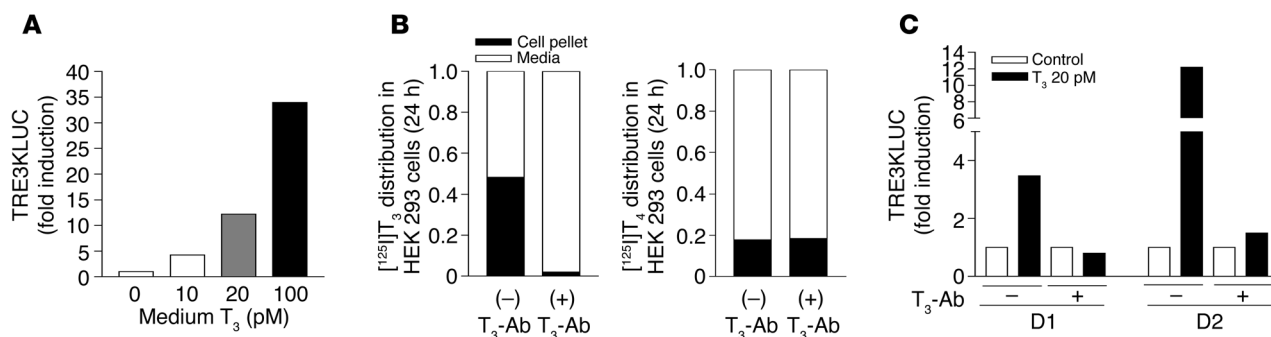 A
TRE3KLUC
(fold induction)
40
35
30
25
20
15
10
5
0
0 10 20 100
Medium T3 (pM)
B
Cell pellet
Media
[125I]T3 distribution in
HEK 293 cells (24 h)
1.0
0.8
0.6
0.4
0.2
0
(–) (+)
T3-Ab T3-Ab
[125I]T4 distribution in
HEK 293 cells (24 h)
1.0
0.8
0.6
0.4
0.2
0
(–) (+)
T3-Ab T3-Ab
C
Control
T3 20 pM
TRE3KLUC
(fold induction)
14
12
10
8
6
4
2
0
T3-Ab – + – +
D1 D2